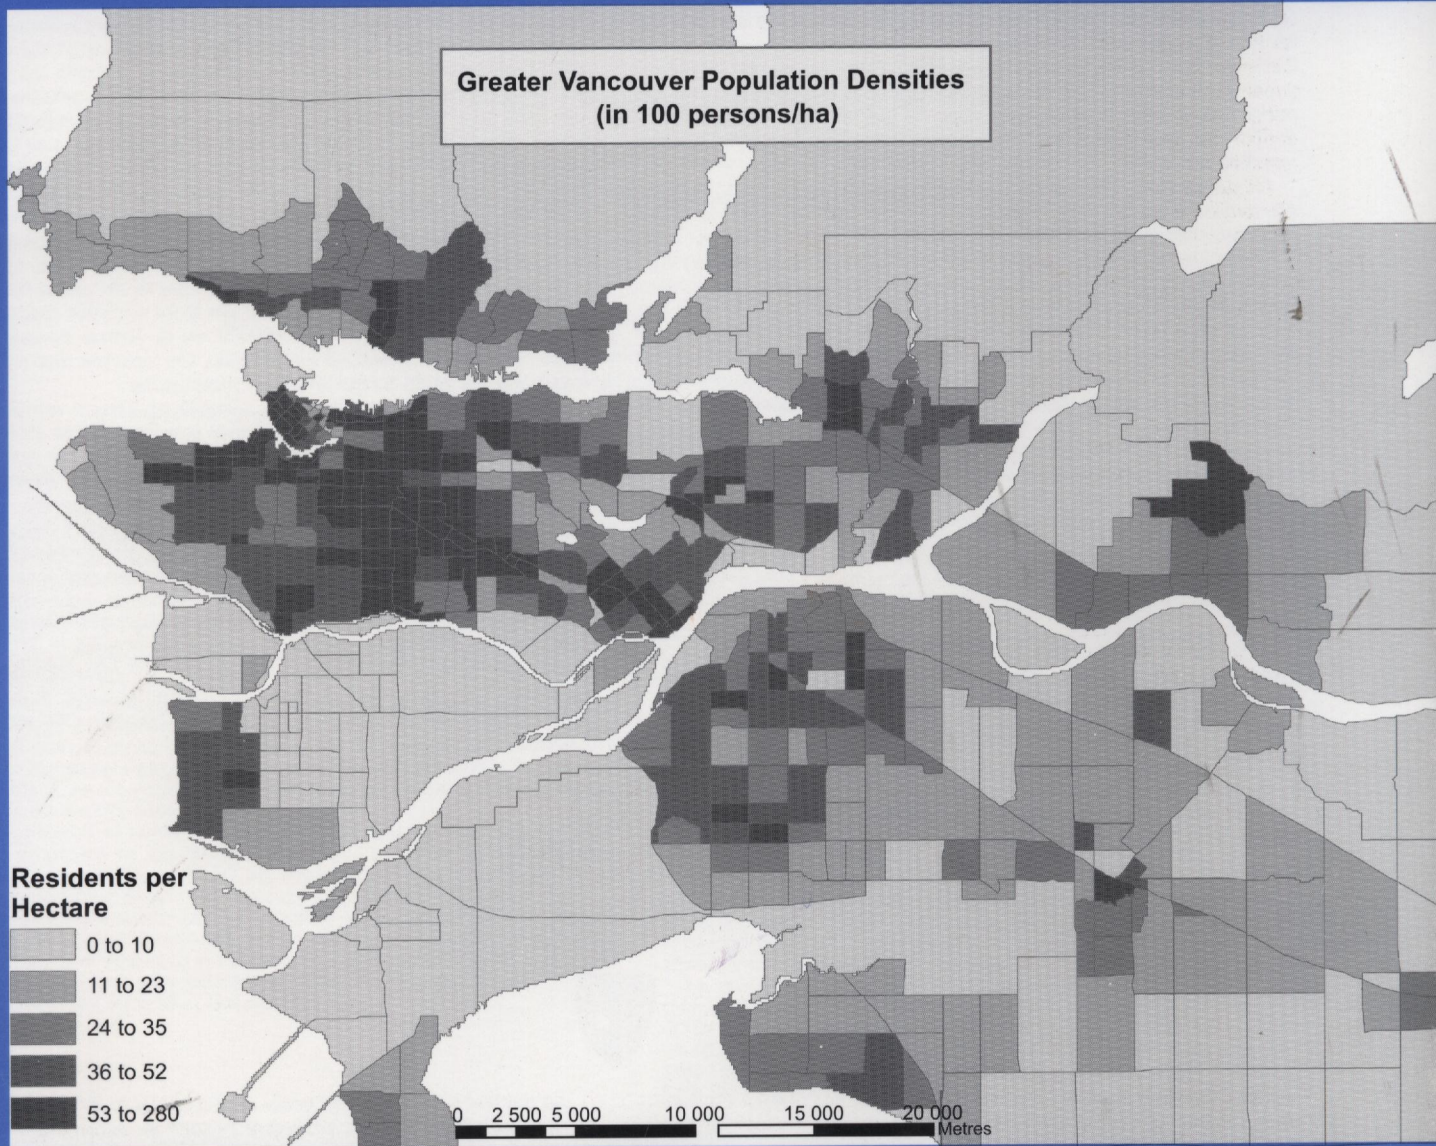 Greater Vancouver Population Densities
(in 100 persons/ha)
Residents per
Hectare
0 to 10
11 to 23
24 to 35
36 to 52
53 to 280
0 2 500 5 000 10 000 15 000 20 000
Metres